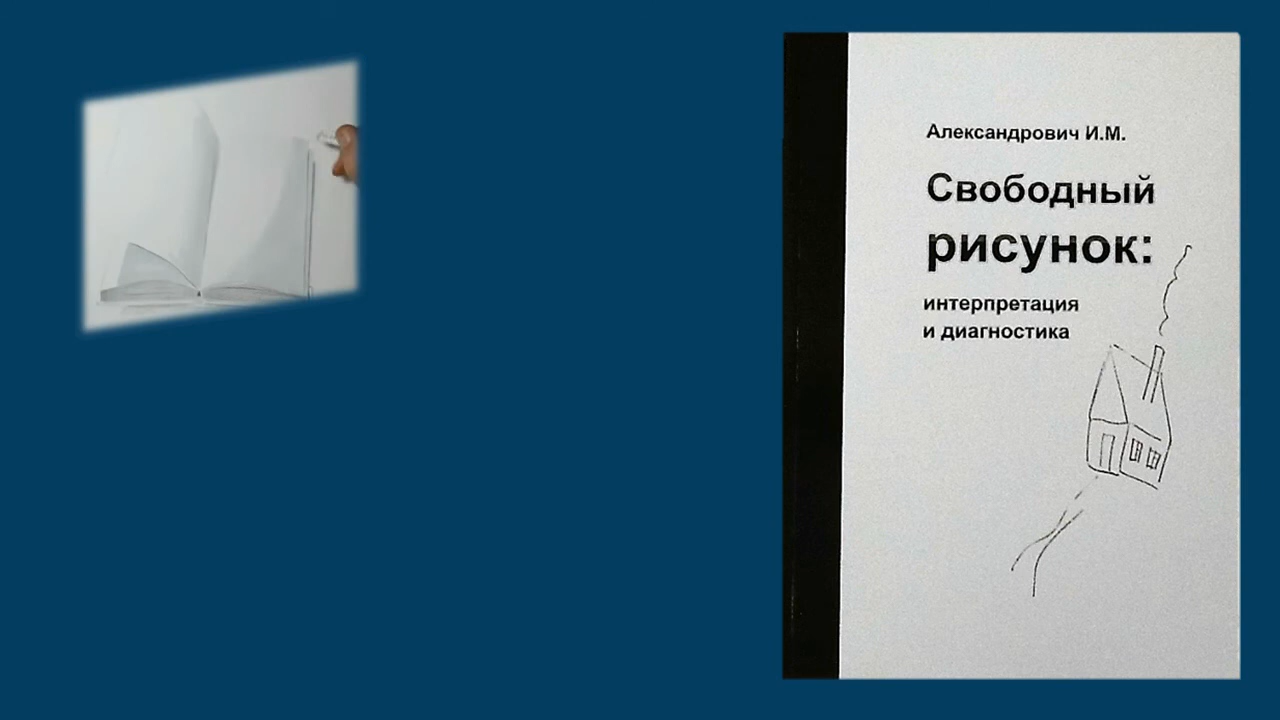 Александрович И.М.
Свободный
рисунок:
интерпретация
и диагностика